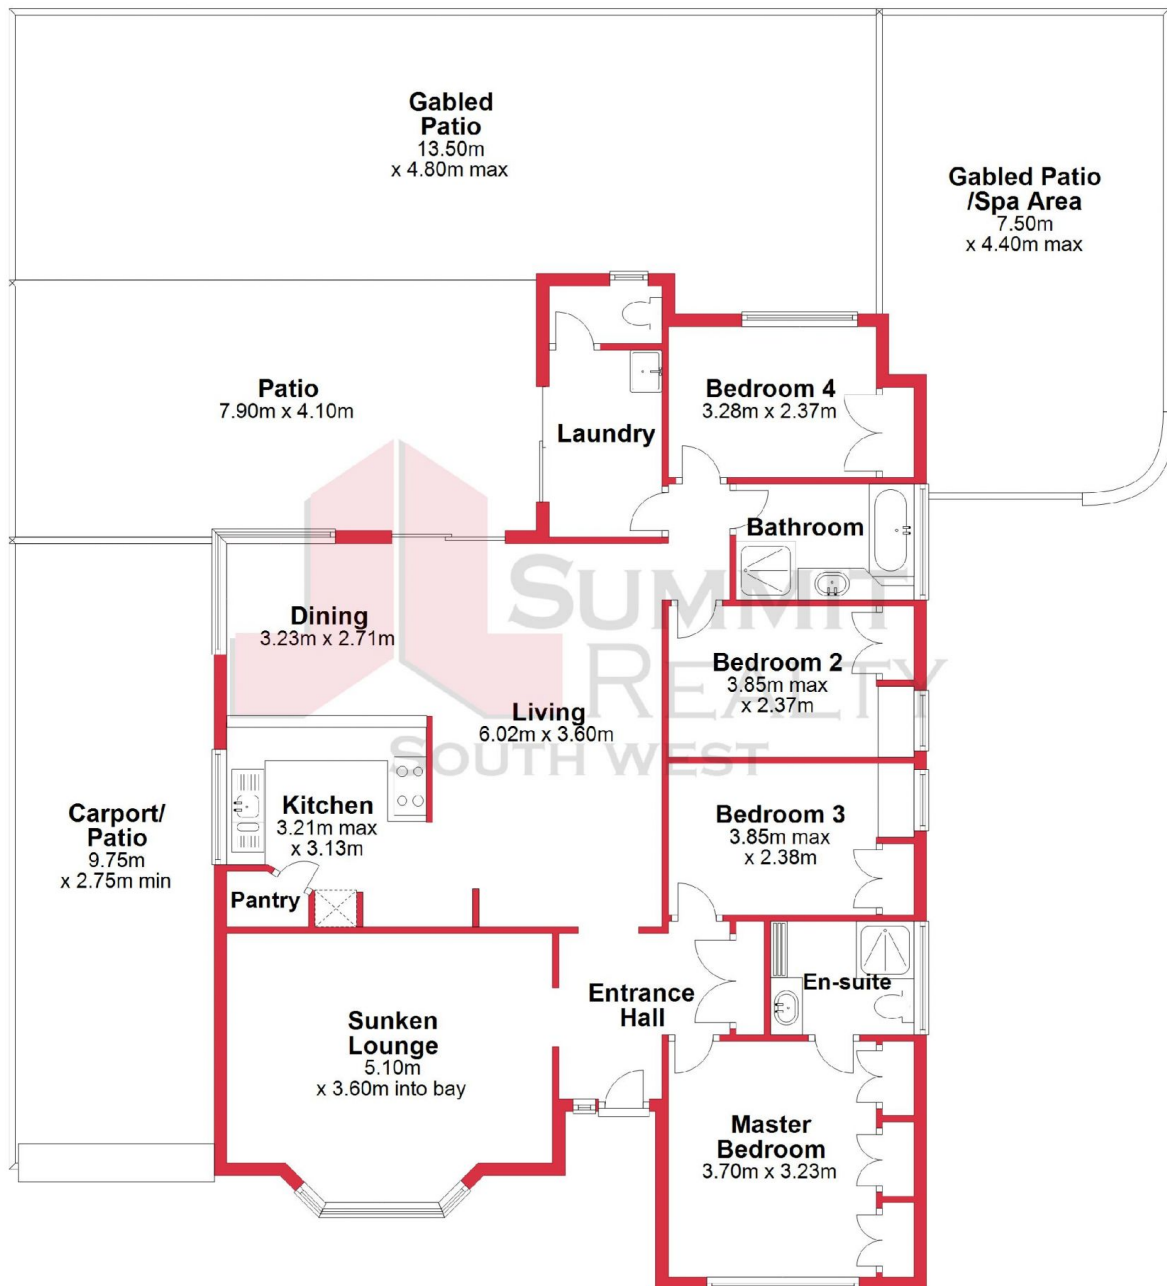 Gabled
Patio
13.50m
x 4.80m max
Gabled Patio
/Spa Area
7.50m
x 4.40m max
Patio
7.90m x 4.10m
Laundry
Bedroom 4
3.28m x 2.37m
Bathroom
SUMMIT
REALTY
SOUTH WEST
Dining
3.23m x 2.71m
Bedroom 2
3.85m max
x 2.37m
Living
6.02m x 3.60m
Kitchen
3.21m max
x 3.13m
Carport/
Patio
9.75m
x 2.75m min
Bedroom 3
3.85m max
x 2.38m
Pantry
En-suite
Entrance
Hall
Sunken
Lounge
5.10m
x 3.60m into bay
Master
Bedroom
3.70m x 3.23m